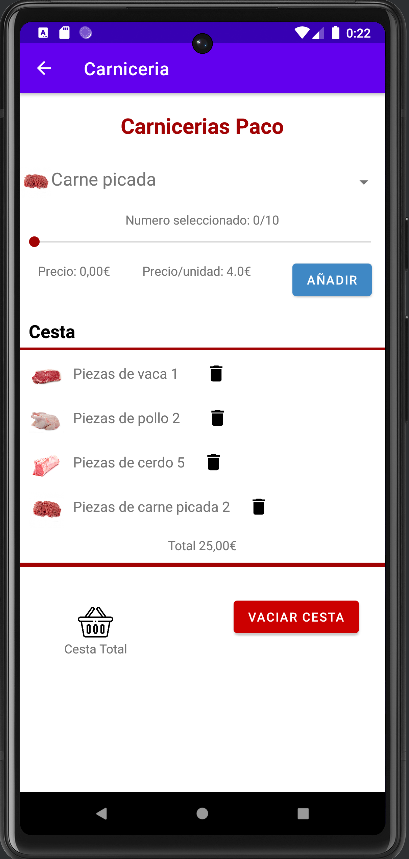 0:22
Carniceria
Carnicerias Paco
Carne picada
Numero seleccionado: 0/10
Precio: 0,00€ Precio/unidad: 4.0€ AÑADIR
Cesta
Piezas de vaca 1
Piezas de pollo 2
Piezas de cerdo 5
Piezas de carne picada 2
Total 25,00€
VACIAR CESTA
Cesta Total